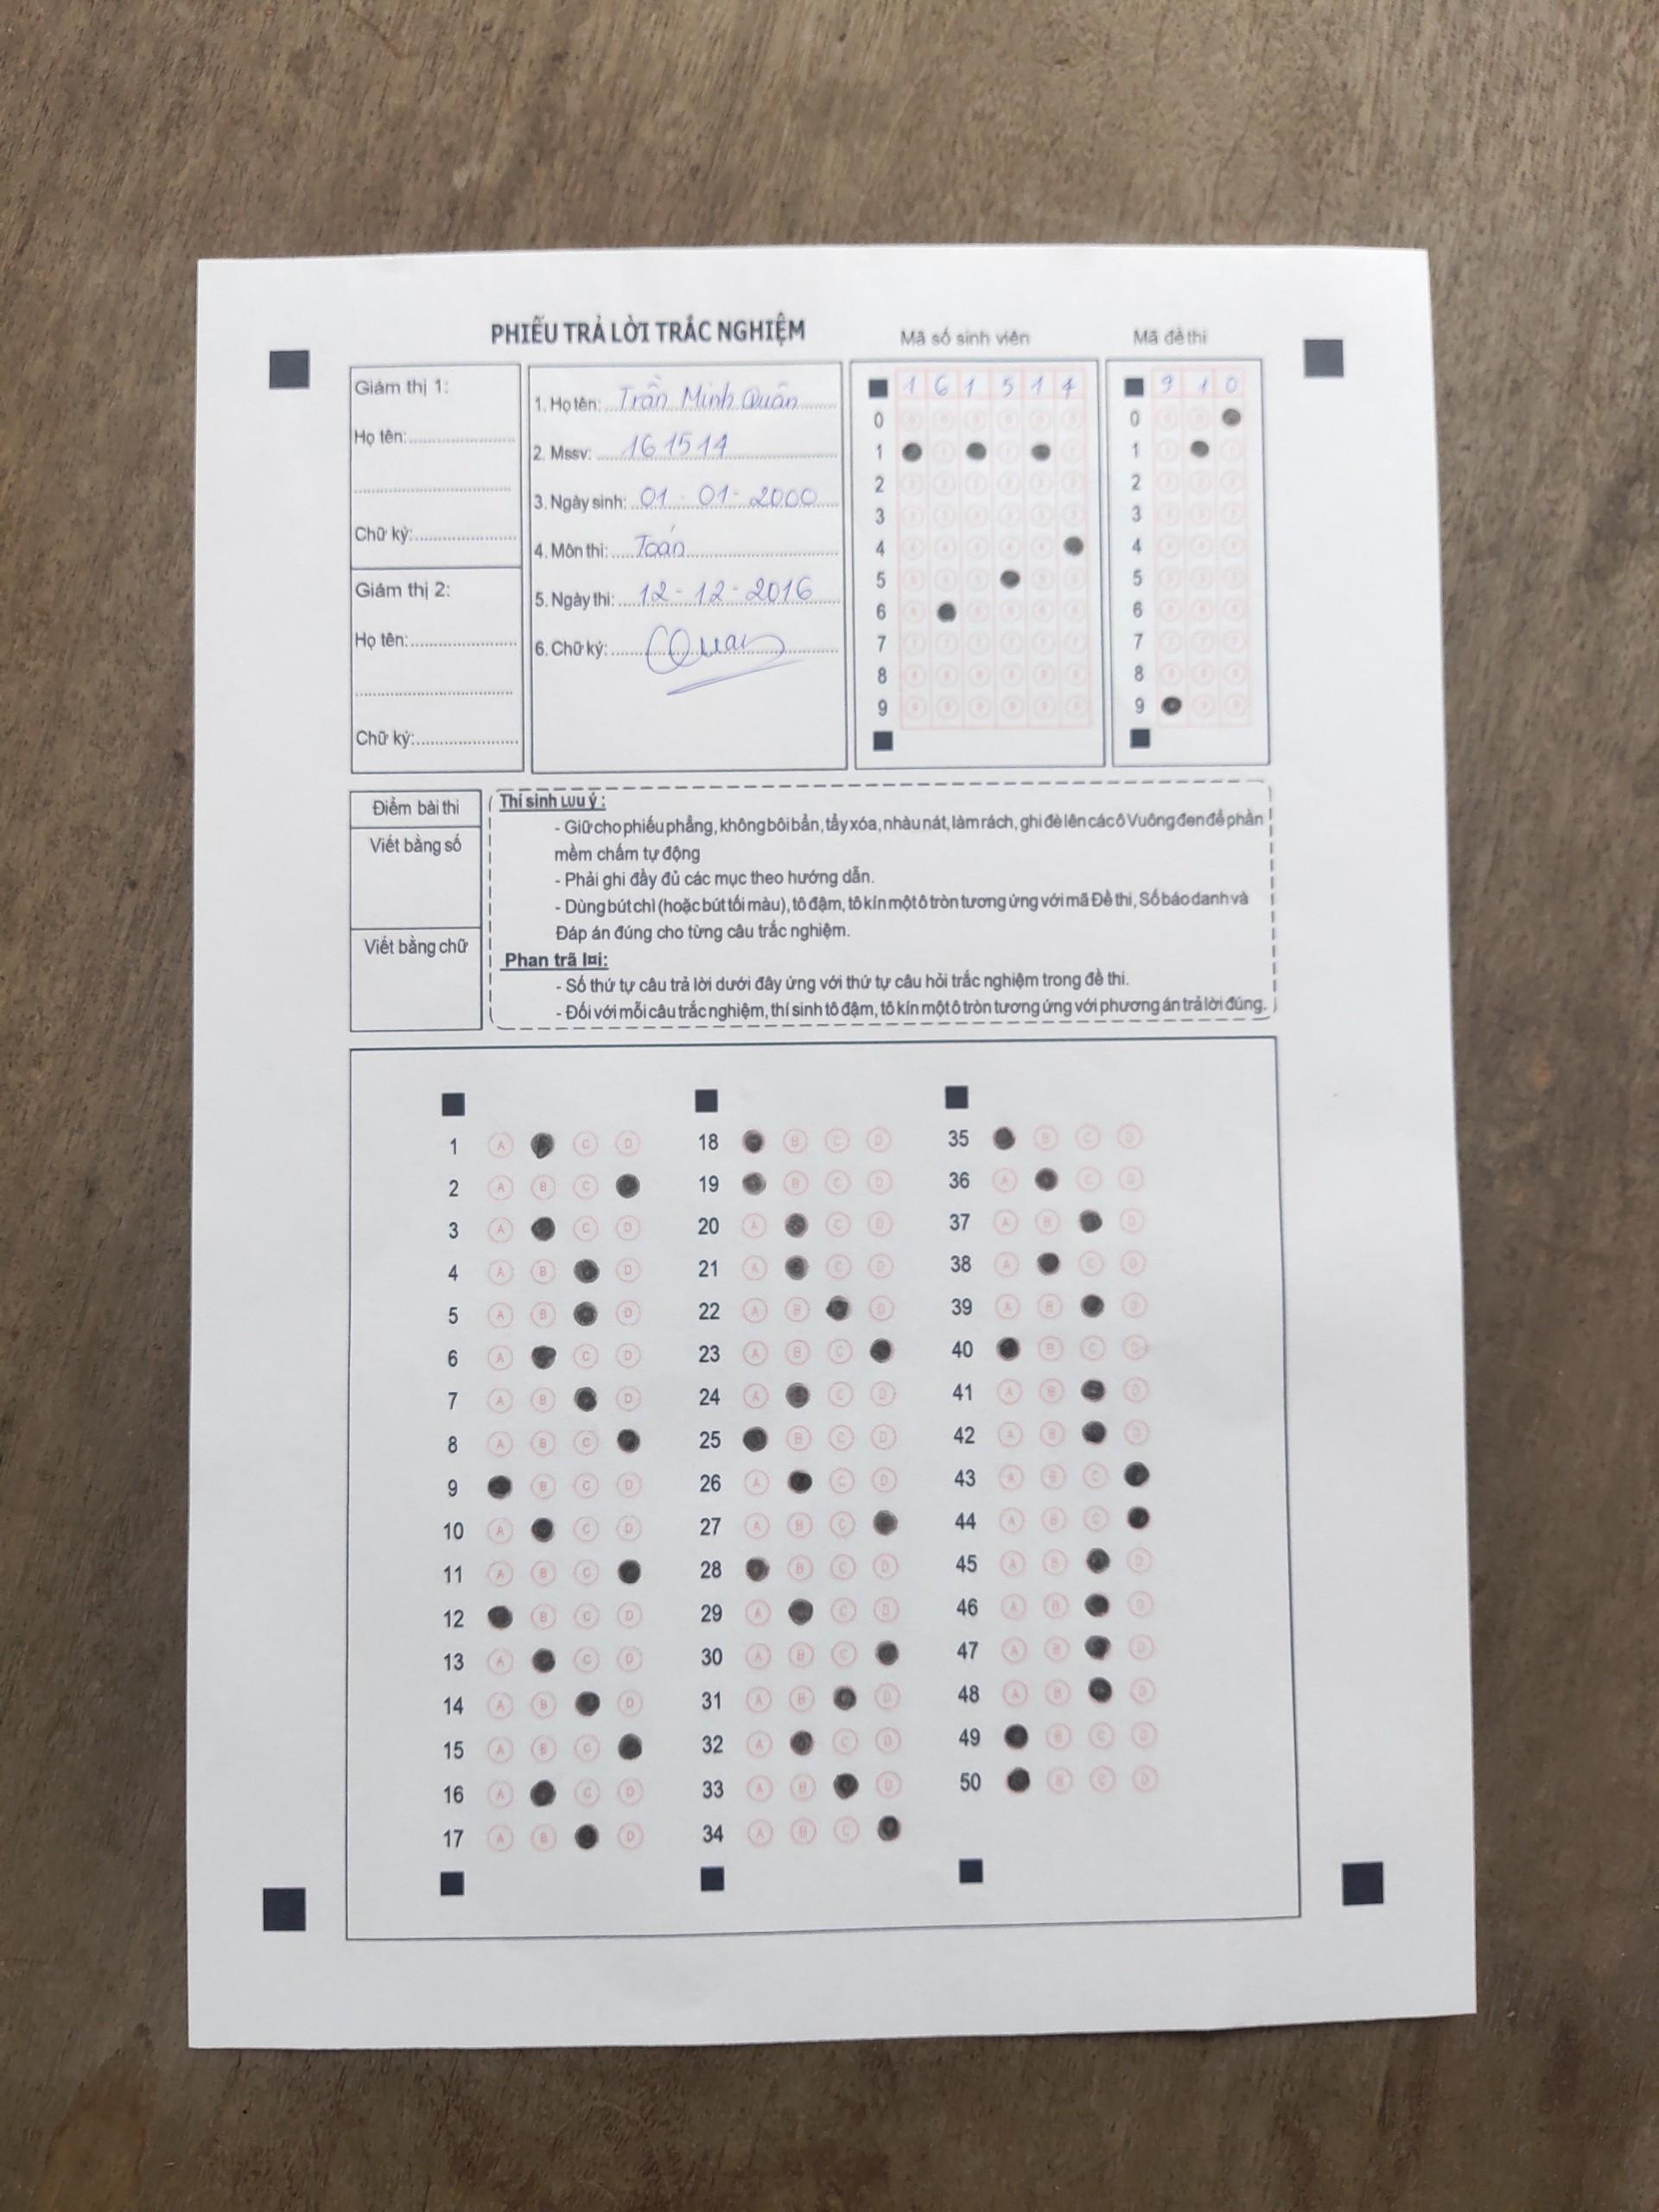 PHIẾU TRẢ LỜI TRẮC NGHIỆM
Giám thị 1:
Họ tên:
Chữ ký:
Giám thị 2:
Họ tên:
Chữ ký:
1. Họ tên: Trần Minh Quân
2. Mssv: 161514
3. Ngày sinh: 01-01-2000
4. Môn thi: Toán
5. Ngày thi: 12-12-2016
6. Chữ ký: Quan
Mã số sinh viên
1 6 1 5 1 4
0
1
2
3
4
5
6
7
8
9
Mã đề thi
9 1 0
0
1
2
3
4
5
6
7
8
9
Điểm bài thi
Viết bằng số
Viết bằng chữ
Thí sinh Lưu ý :
- Giữ cho phiếu phẳng, không bôi bẩn, tẩy xóa, nhàu nát, làm rách, ghi đè lên các ô Vuông đen để phần
mềm chấm tự động
- Phải ghi đầy đủ các mục theo hướng dẫn.
- Dùng bút chì (hoặc bút tối màu), tô đậm, tô kín một ô tròn tương ứng với mã Đề thi, Số báo danh và
Đáp án đúng cho từng câu trắc nghiệm.
Phan trã l¤i:
- Số thứ tự câu trả lời dưới đây ứng với thứ tự câu hỏi trắc nghiệm trong đề thi.
- Đối với mỗi câu trắc nghiệm, thí sinh tô đậm, tô kín một ô tròn tương ứng với phương án trả lời đúng.
1 A C D
2 A B C
3 A C D
4 A B D
5 A B D
6 A C D
7 A B D
8 A B C
9 B C D
10 A C D
11 A B C
12 B C D
13 A C D
14 A B D
15 A B C
16 A C D
17 A B D
18 B C D
19 B C D
20 A C D
21 A C D
22 A B D
23 A B C
24 A C D
25 B C D
26 A C D
27 A B C
28 B C D
29 A C D
30 A B C
31 A B D
32 A C D
33 A B D
34 A B C
35 B C D
36 A C D
37 A B D
38 A C D
39 A B D
40 B C D
41 A B D
42 A B D
43 A B C
44 A B C
45 A B D
46 A B D
47 A B D
48 A B D
49 B C D
50 B C D